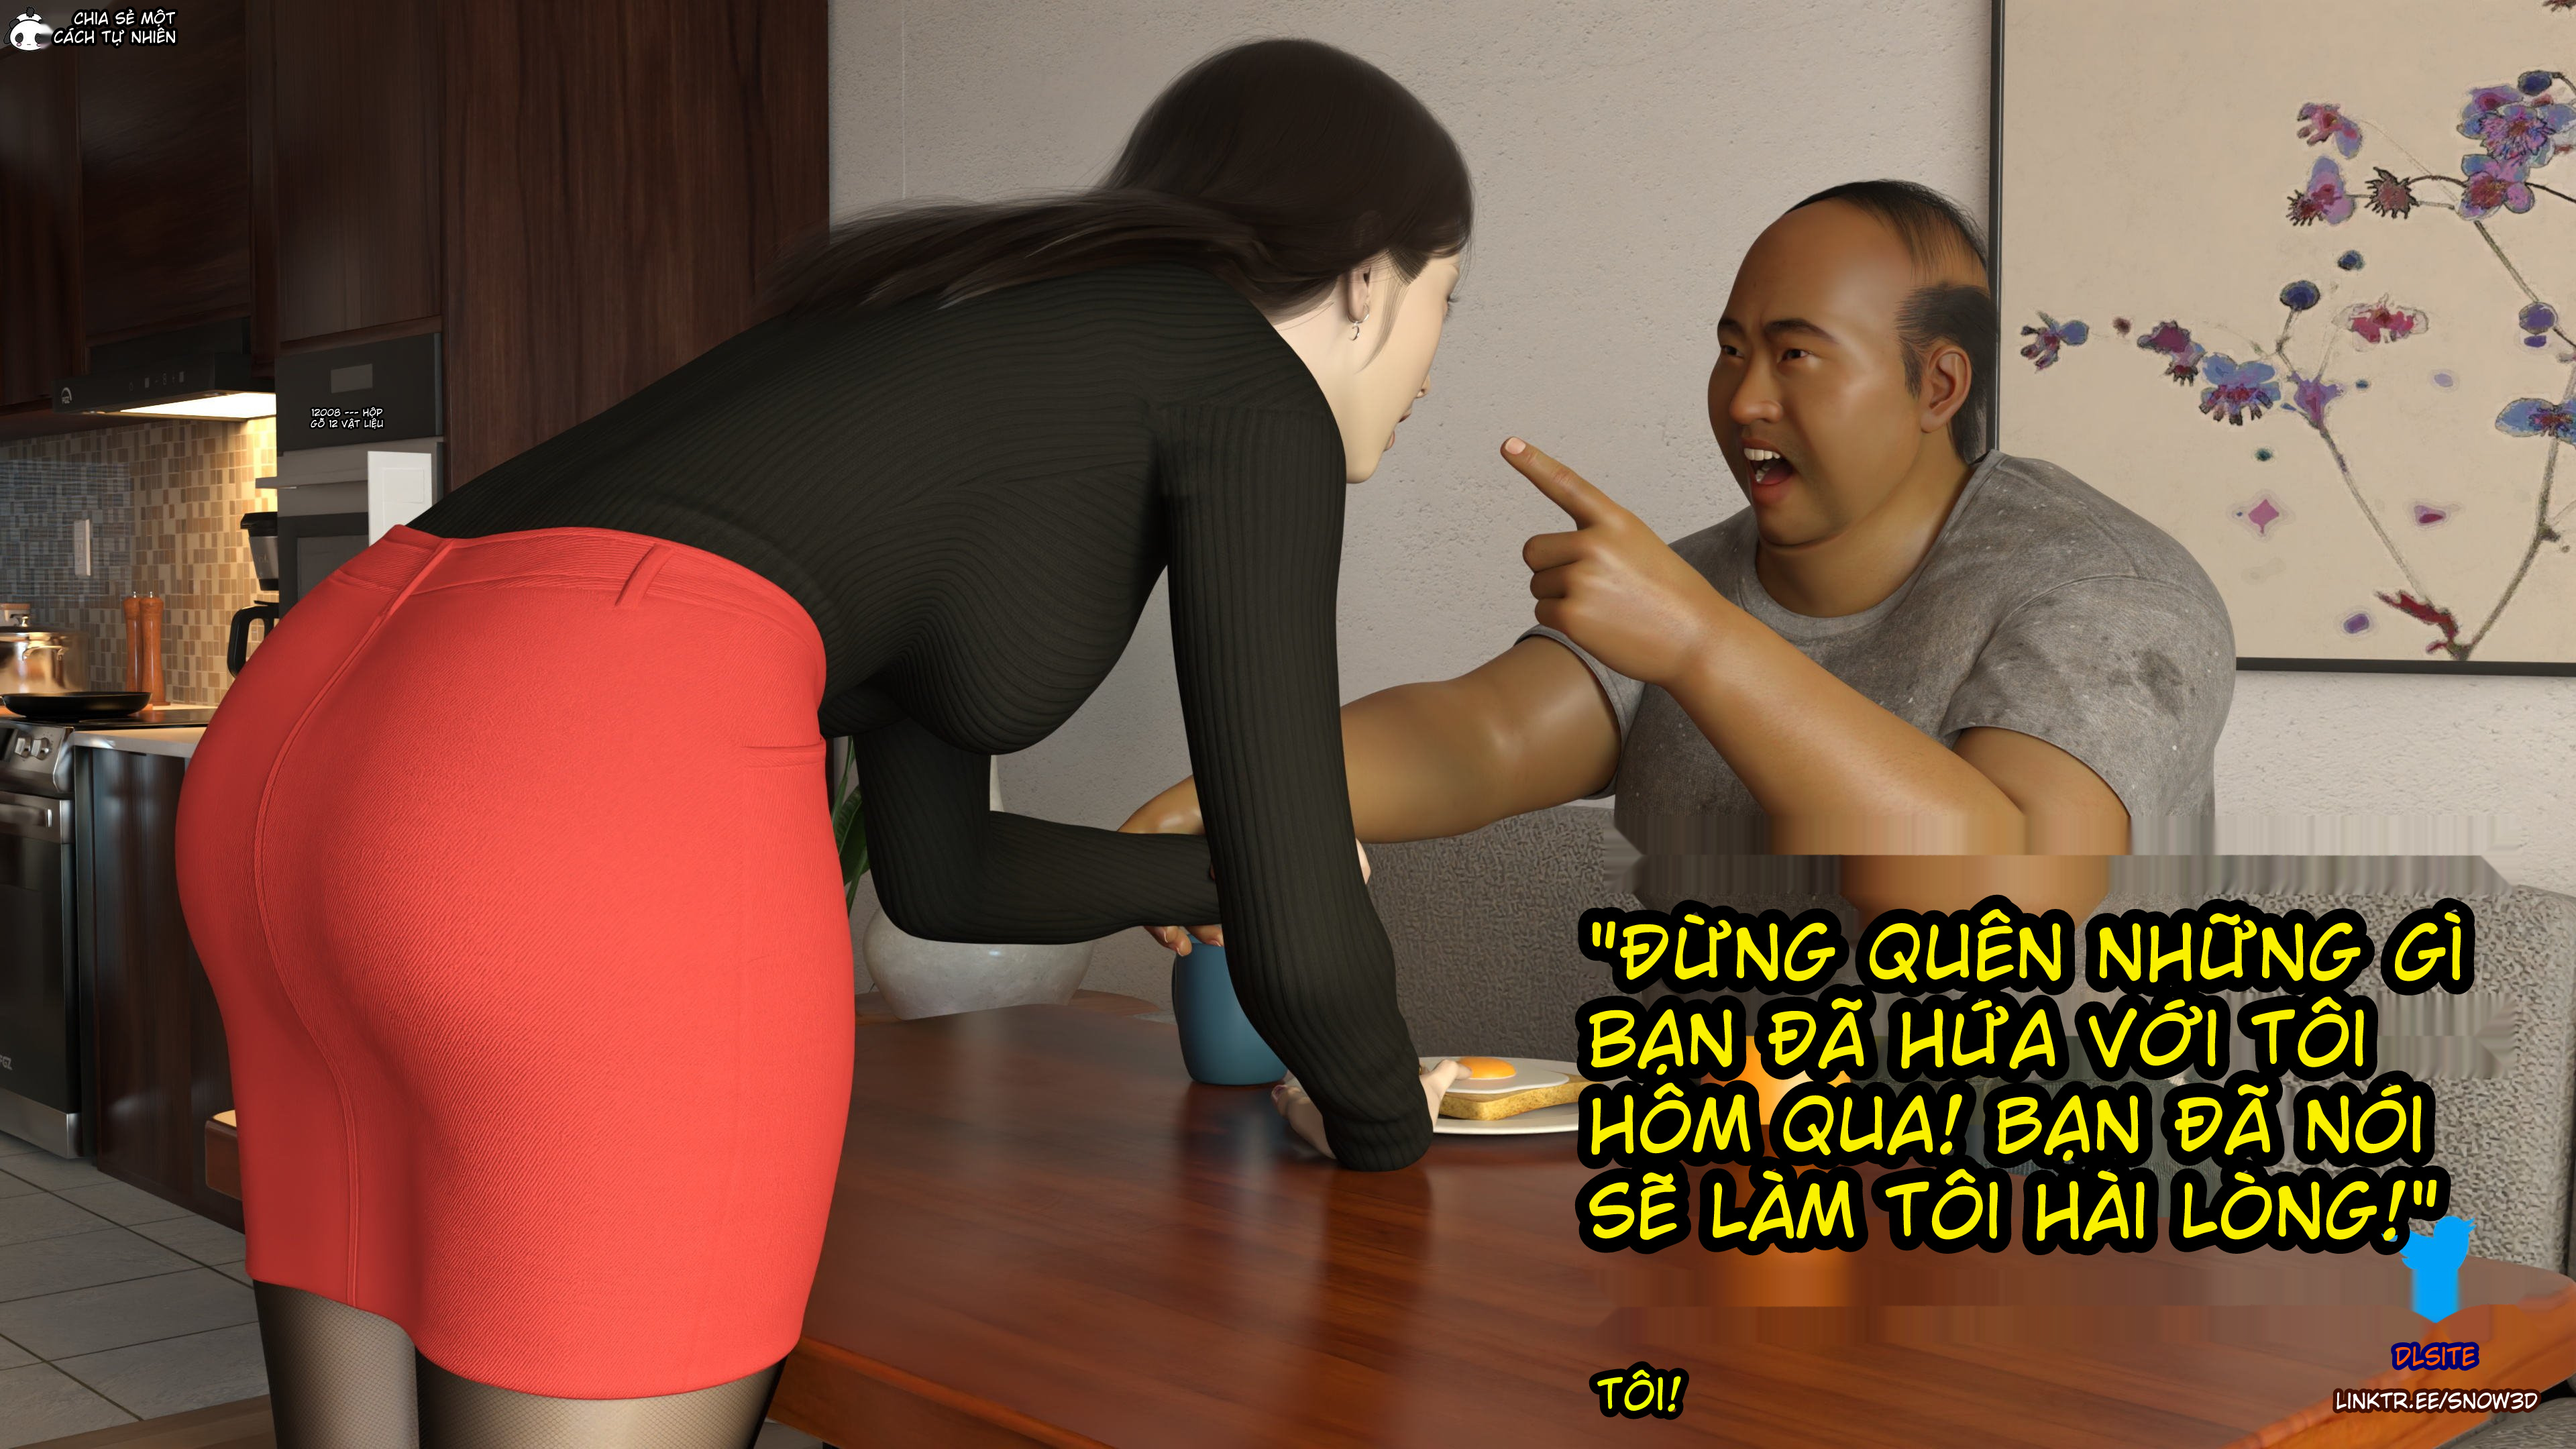 CHIA SẺ MỘT
CÁCH TỰ NHIÊN
12008 --- HỘP
GỖ 12 VẬT LIỆU
"ĐỪNG QUÊN NHỮNG GÌ
BẠN ĐÃ HỨA VỚI TÔI
HÔM QUA! BẠN ĐÃ NÓI
SẼ LÀM TÔI HÀI LÒNG!"
DLSITE
TÔI!
LINKTR.EE/SNOW3D